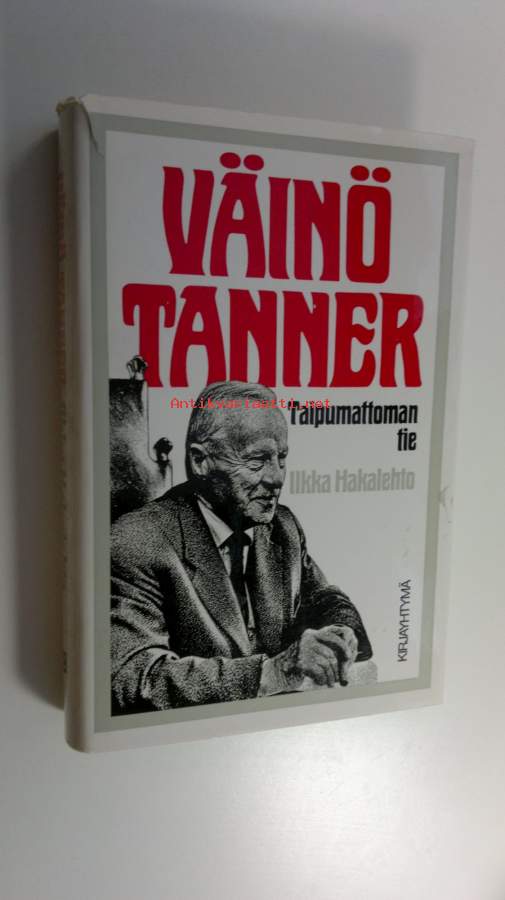 VÄINÖ
TANNER
Antikvariaatti.net
Taipumattoman
tie
Ilkka Hakalehto
KIRJAYHTYMÄ